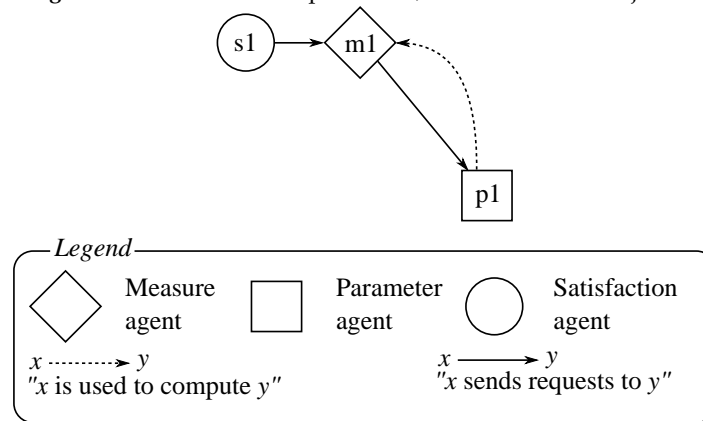 s1
m1
p1
Legend
Measure
agent
Parameter
agent
Satisfaction
agent
x y
"x is used to compute y"
x y
"x sends requests to y"